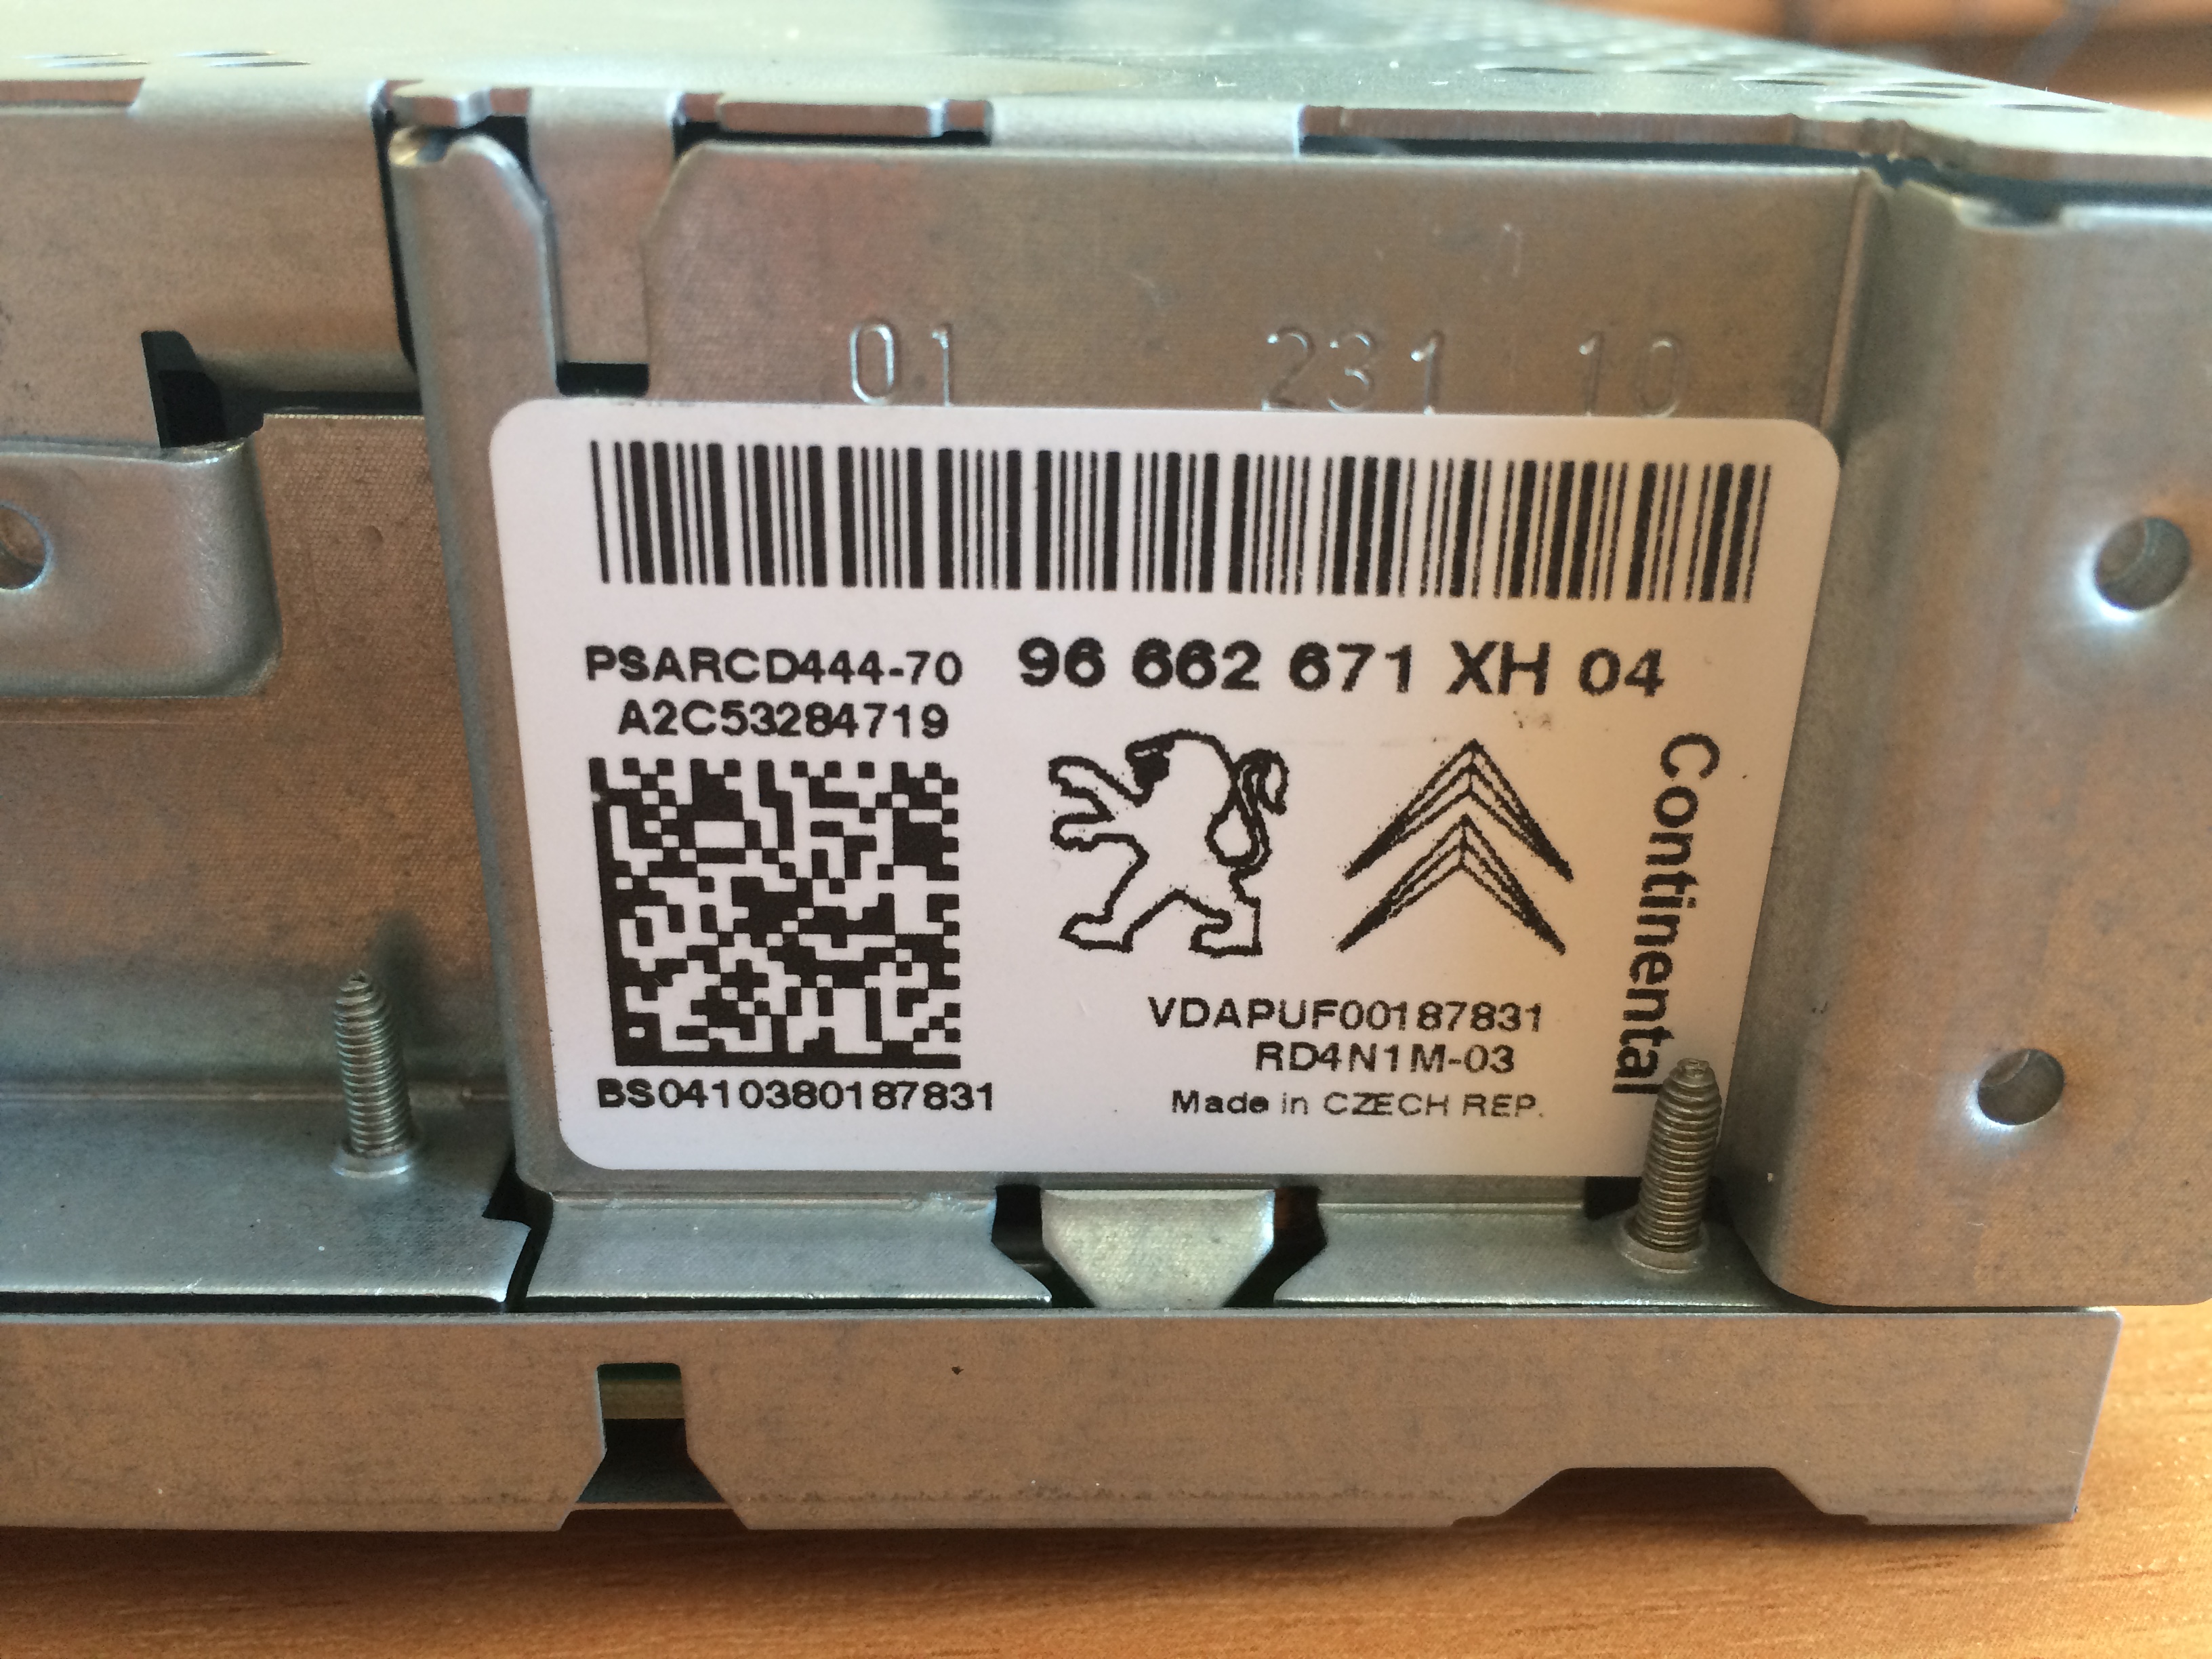 01 231 10
PSARCD444-70 96 662 671 XH 04
A2C53284719
Continental
VDAPUF00187831
RD4N1M-03
BS0410380187831
Made in CZECH REP.